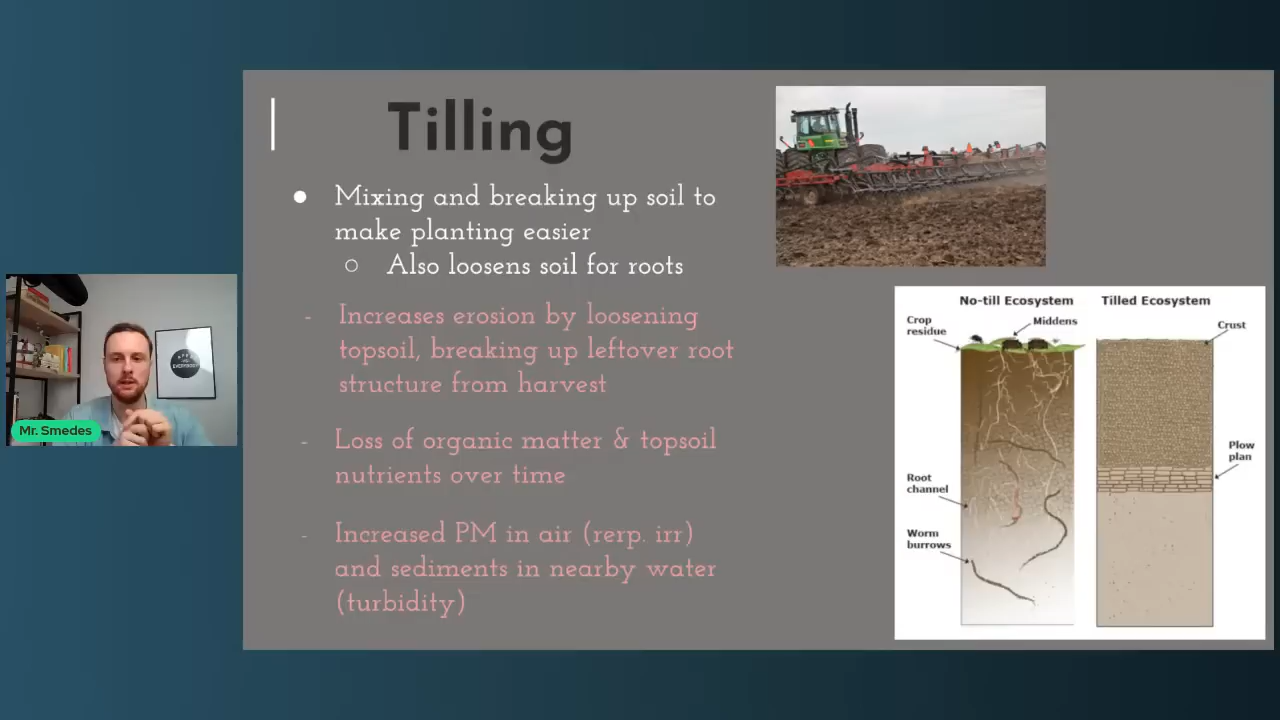 Tilling
● Mixing and breaking up soil to
make planting easier
○ Also loosens soil for roots
- Increases erosion by loosening
topsoil, breaking up leftover root
structure from harvest
- Loss of organic matter & topsoil
nutrients over time
- Increased PM in air (rerp. irr)
and sediments in nearby water
(turbidity)
Mr. Smedes
No-till Ecosystem
Crop
residue
Middens
Root
channel
Worm
burrows
Tilled Ecosystem
Crust
Plow
plan